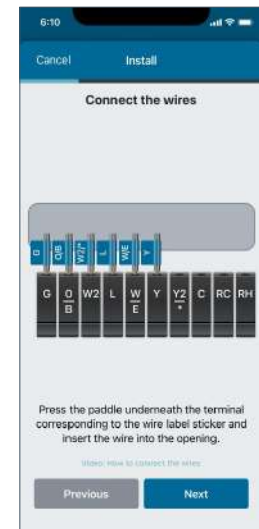 6:10
Cancel Install
Connect the wires
G O/B W2/* L W/E Y
G O/B W2 L W/E Y Y2/* C RC RH
Press the paddle underneath the terminal
corresponding to the wire label sticker and
insert the wire into the opening.
Video: How to connect the wires
Previous Next